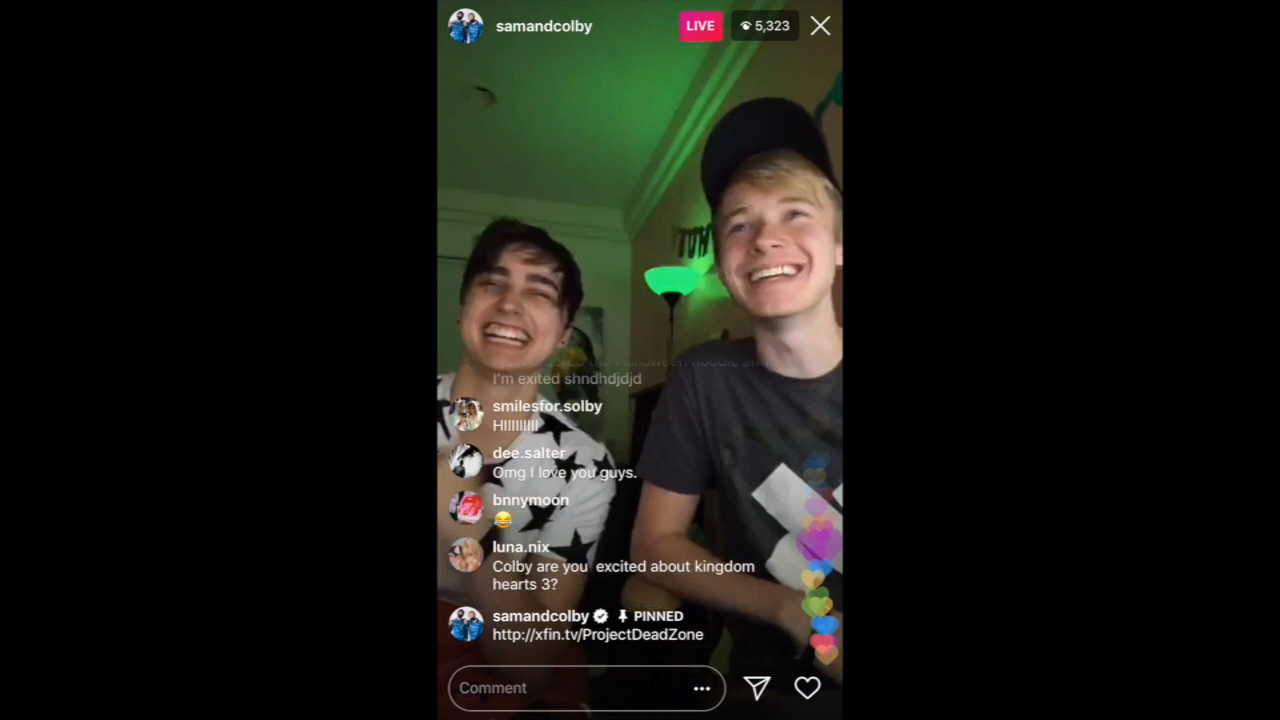 samandcolby
LIVE
5,323
I'm exited shndhdjdjd
smilesfor.solby
HIIIIIIIII
dee.salter
Omg I love you guys.
bnnymoon
😂
luna.nix
Colby are you excited about kingdom
hearts 3?
samandcolby PINNED
http://xfin.tv/ProjectDeadZone
Comment